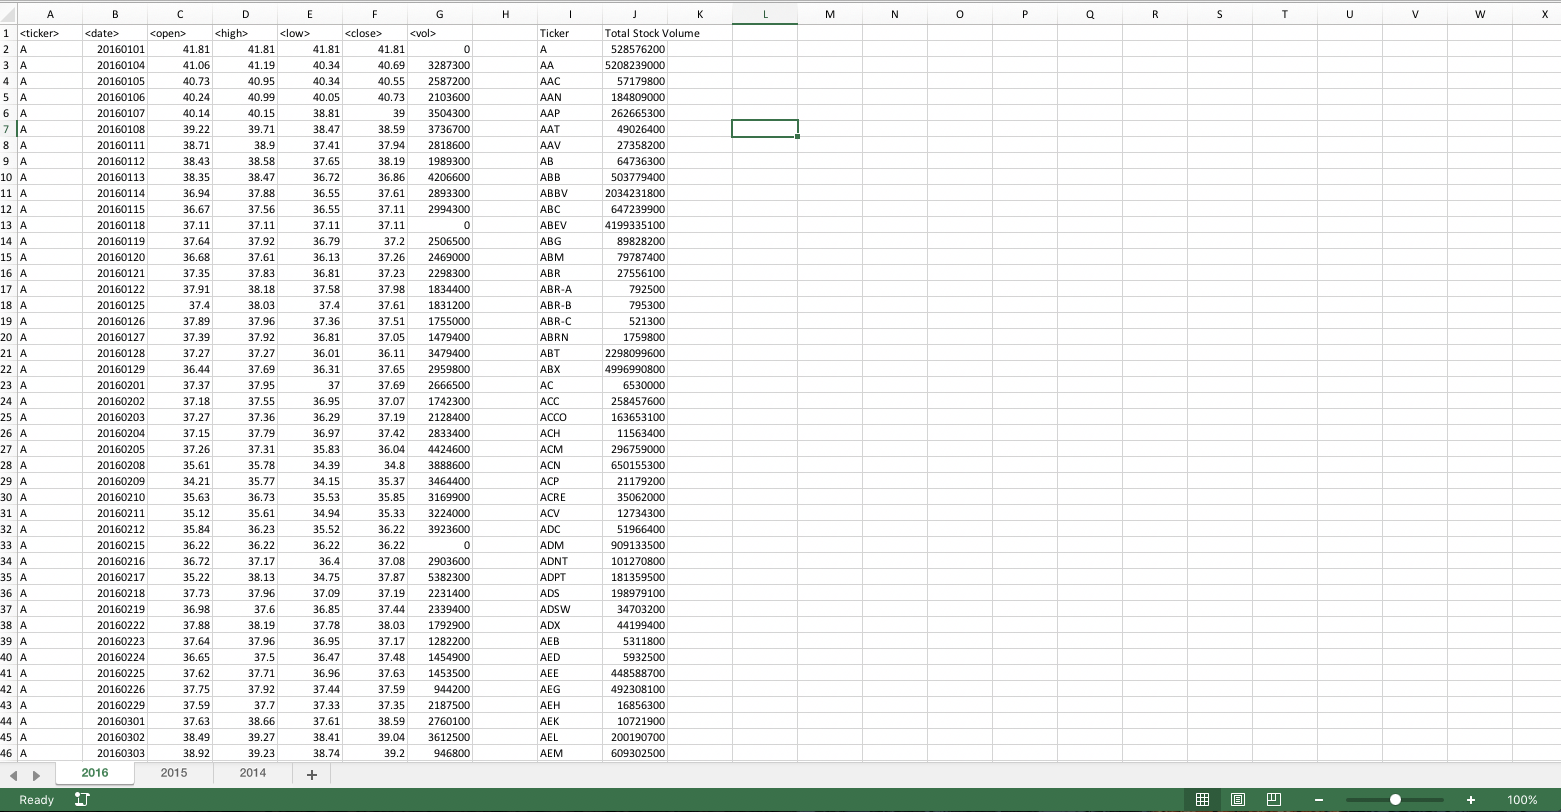 A B C D E F G H I J K L M N O P Q R S T U V W X
1 <ticker> <date> <open> <high> <low> <close> <vol> Ticker Total Stock Volume
2 A 20160101 41.81 41.81 41.81 41.81 0 A 528576200
3 A 20160104 41.06 41.19 40.34 40.69 3287300 AA 5208239000
4 A 20160105 40.73 40.95 40.34 40.55 2587200 AAC 57179800
5 A 20160106 40.24 40.99 40.05 40.73 2103600 AAN 184809000
6 A 20160107 40.14 40.15 38.81 39 3504300 AAP 262665300
7 A 20160108 39.22 39.71 38.47 38.59 3736700 AAT 49026400
8 A 20160111 38.71 38.9 37.41 37.94 2818600 AAV 27358200
9 A 20160112 38.43 38.58 37.65 38.19 1989300 AB 64736300
10 A 20160113 38.35 38.47 36.72 36.86 4206600 ABB 503779400
11 A 20160114 36.94 37.88 36.55 37.61 2893300 ABBV 2034231800
12 A 20160115 36.67 37.56 36.55 37.11 2994300 ABC 647239900
13 A 20160118 37.11 37.11 37.11 37.11 0 ABEV 4199335100
14 A 20160119 37.64 37.92 36.79 37.2 2506500 ABG 89828200
15 A 20160120 36.68 37.61 36.13 37.26 2469000 ABM 79787400
16 A 20160121 37.35 37.83 36.81 37.23 2298300 ABR 27556100
17 A 20160122 37.91 38.18 37.58 37.98 1834400 ABR-A 792500
18 A 20160125 37.4 38.03 37.4 37.61 1831200 ABR-B 795300
19 A 20160126 37.89 37.96 37.36 37.51 1755000 ABR-C 521300
20 A 20160127 37.39 37.92 36.81 37.05 1479400 ABRN 1759800
21 A 20160128 37.27 37.27 36.01 36.11 3479400 ABT 2298099600
22 A 20160129 36.44 37.69 36.31 37.65 2959800 ABX 4996990800
23 A 20160201 37.37 37.95 37 37.69 2666500 AC 6530000
24 A 20160202 37.18 37.55 36.95 37.07 1742300 ACC 258457600
25 A 20160203 37.27 37.36 36.29 37.19 2128400 ACCO 163653100
26 A 20160204 37.15 37.79 36.97 37.42 2833400 ACH 11563400
27 A 20160205 37.26 37.31 35.83 36.04 4424600 ACM 296759000
28 A 20160208 35.61 35.78 34.39 34.8 3888600 ACN 650155300
29 A 20160209 34.21 35.77 34.15 35.37 3464400 ACP 21179200
30 A 20160210 35.63 36.73 35.53 35.85 3169900 ACRE 35062000
31 A 20160211 35.12 35.61 34.94 35.33 3224000 ACV 12734300
32 A 20160212 35.84 36.23 35.52 36.22 3923600 ADC 51966400
33 A 20160215 36.22 36.22 36.22 36.22 0 ADM 909133500
34 A 20160216 36.72 37.17 36.4 37.08 2903600 ADNT 101270800
35 A 20160217 35.22 38.13 34.75 37.87 5382300 ADPT 181359500
36 A 20160218 37.73 37.96 37.09 37.19 2231400 ADS 198979100
37 A 20160219 36.98 37.6 36.85 37.44 2339400 ADSW 34703200
38 A 20160222 37.88 38.19 37.78 38.03 1792900 ADX 44199400
39 A 20160223 37.64 37.96 36.95 37.17 1282200 AEB 5311800
40 A 20160224 36.65 37.5 36.47 37.48 1454900 AED 5932500
41 A 20160225 37.62 37.71 36.96 37.63 1453500 AEE 448588700
42 A 20160226 37.75 37.92 37.44 37.59 944200 AEG 492308100
43 A 20160229 37.59 37.7 37.33 37.35 2187500 AEH 16856300
44 A 20160301 37.63 38.66 37.61 38.59 2760100 AEK 10721900
45 A 20160302 38.49 39.27 38.41 39.04 3612500 AEL 200190700
46 A 20160303 38.92 39.23 38.74 39.2 946800 AEM 609302500
2016 2015 2014 +
Ready − + 100%